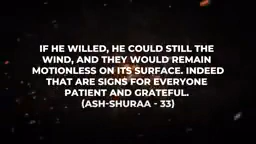 IF HE WILLED, HE COULD STILL THE
WIND, AND THEY WOULD REMAIN
MOTIONLESS ON ITS SURFACE. INDEED
THAT ARE SIGNS FOR EVERYONE
PATIENT AND GRATEFUL.
(ASH-SHURAA - 33)